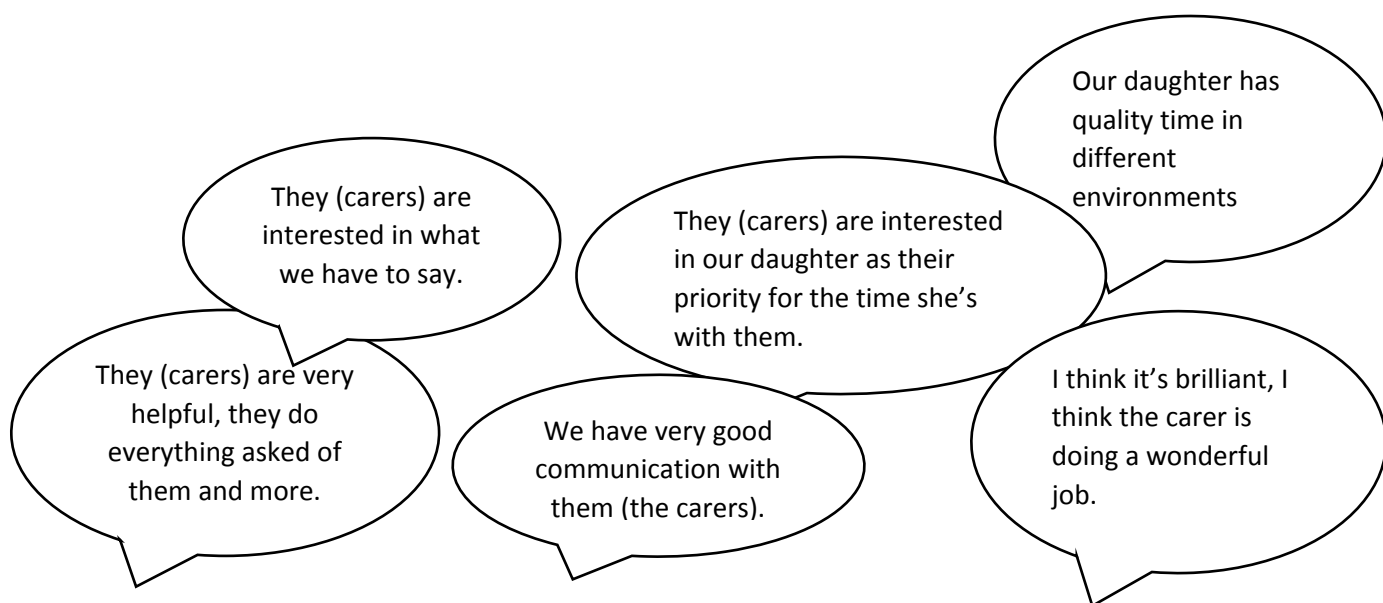 Our daughter has
quality time in
different
environments
They (carers) are
interested in what
we have to say.
They (carers) are interested
in our daughter as their
priority for the time she’s
with them.
They (carers) are very
helpful, they do
everything asked of
them and more.
We have very good
communication with
them (the carers).
I think it’s brilliant, I
think the carer is
doing a wonderful
job.